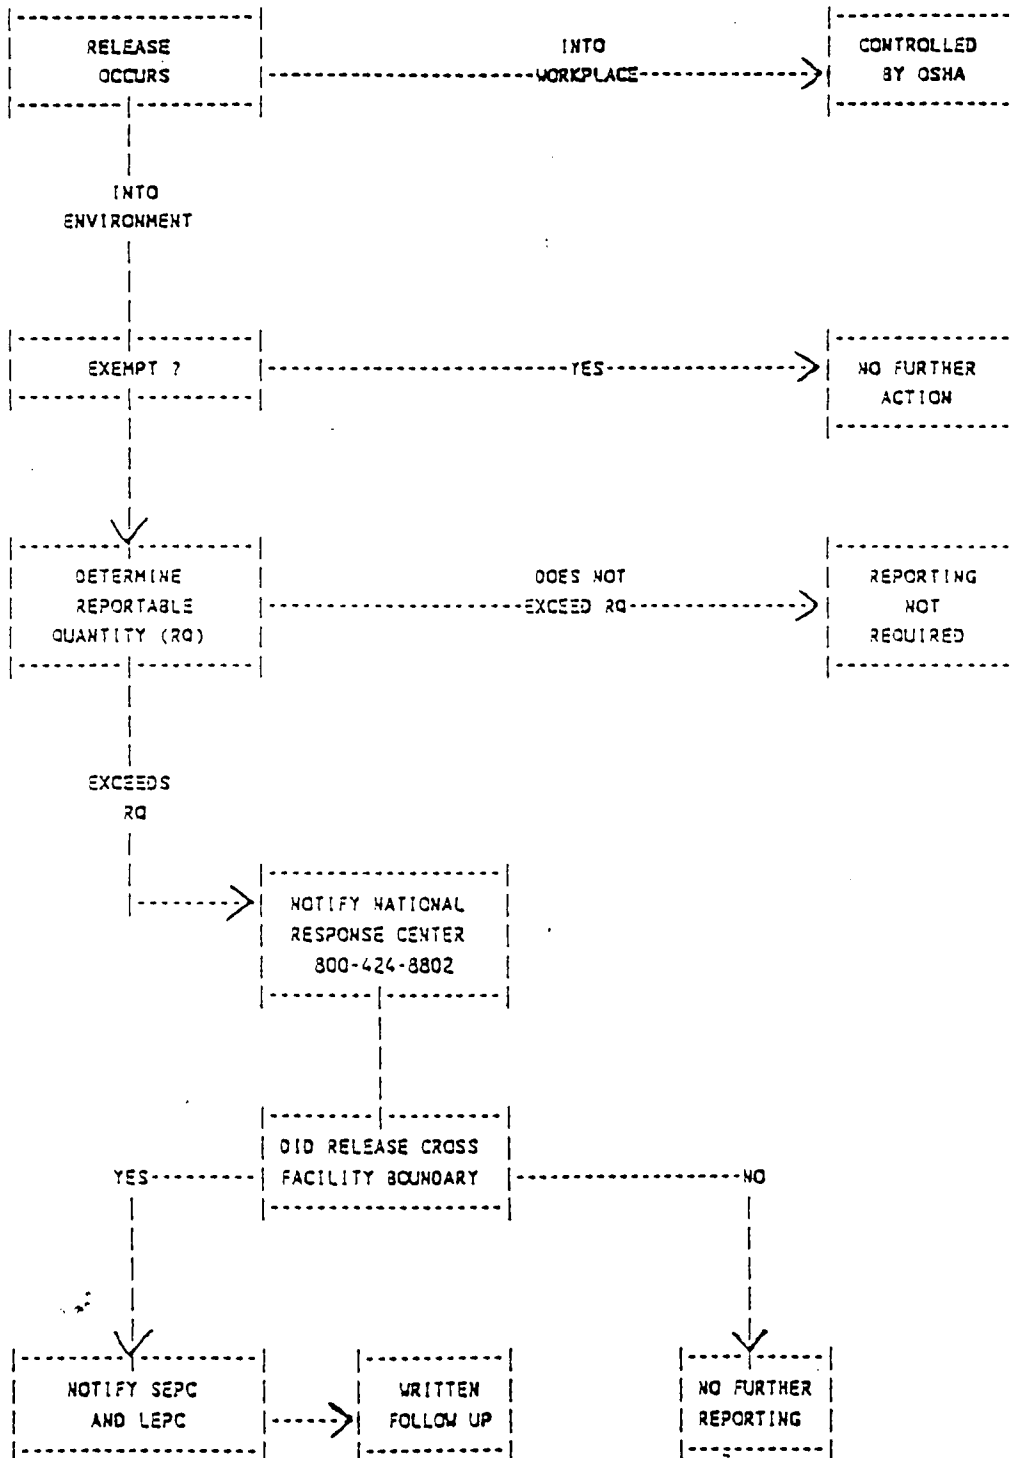 RELEASE
OCCURS
INTO
WORKPLACE
CONTROLLED
BY OSHA
INTO
ENVIRONMENT
EXEMPT ?
YES
NO FURTHER
ACTION
DETERMINE
REPORTABLE
QUANTITY (RQ)
DOES NOT
EXCEED RQ
REPORTING
NOT
REQUIRED
EXCEEDS
RQ
NOTIFY NATIONAL
RESPONSE CENTER
800-424-8802
DID RELEASE CROSS
FACILITY BOUNDARY
YES
NO
NOTIFY SEPC
AND LEPC
WRITTEN
FOLLOW UP
NO FURTHER
REPORTING